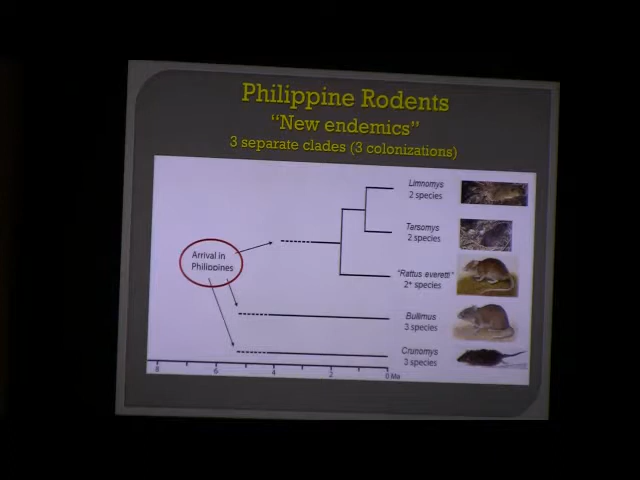 Philippine Rodents
"New endemics"
3 separate clades (3 colonizations)
Limnomys
2 species
Tarsomys
2 species
Arrival in
Philippines
"Rattus everetti"
2* species
Bullimus
3 species
Crunomys
3 species
8 6 4 2 0 Ma